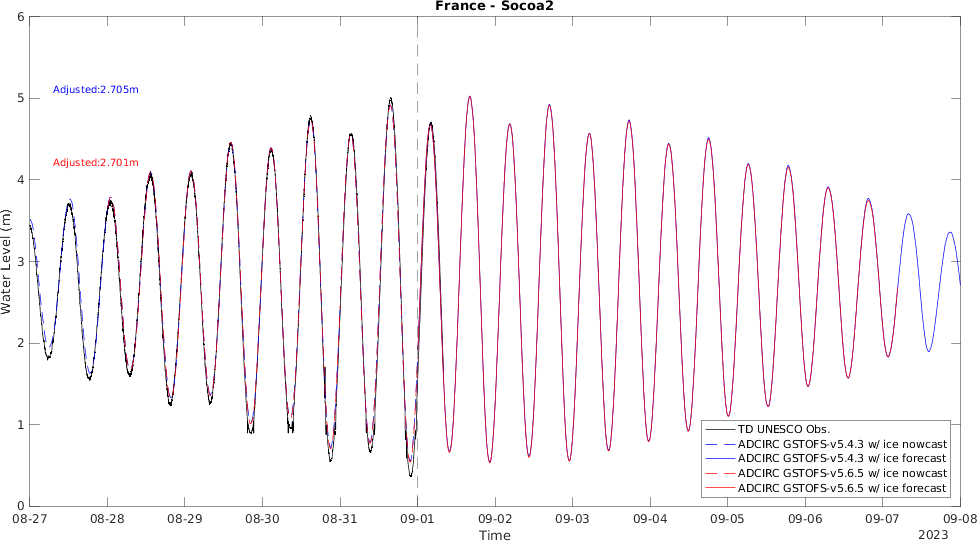 France - Socoa2
6
5
4
3
2
1
0
Water Level (m)
Adjusted:2.705m
Adjusted:2.701m
TD UNESCO Obs.
ADCIRC GSTOFS-v5.4.3 w/ ice nowcast
ADCIRC GSTOFS-v5.4.3 w/ ice forecast
ADCIRC GSTOFS-v5.6.5 w/ ice nowcast
ADCIRC GSTOFS-v5.6.5 w/ ice forecast
08-27 08-28 08-29 08-30 08-31 09-01 09-02 09-03 09-04 09-05 09-06 09-07 09-08
Time
2023